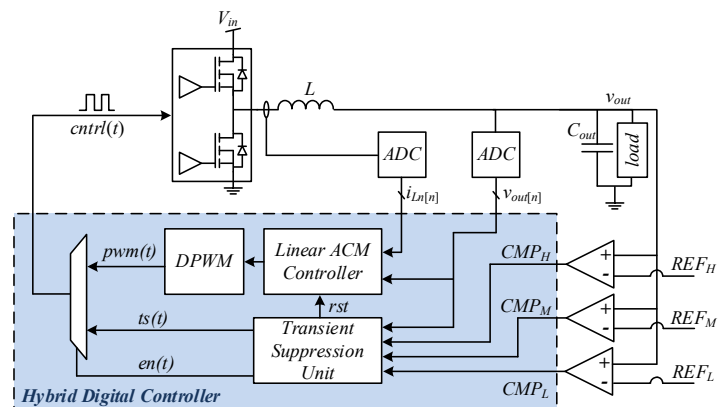 V_in
L
v_out
cntrl(t)
ADC
ADC
C_out
load
i_Ln[n]
v_out[n]
pwm(t)
DPWM
Linear ACM
Controller
CMP_H
+
-
REF_H
rst
ts(t)
Transient
Suppression
Unit
CMP_M
+
-
REF_M
en(t)
CMP_L
+
-
REF_L
Hybrid Digital Controller